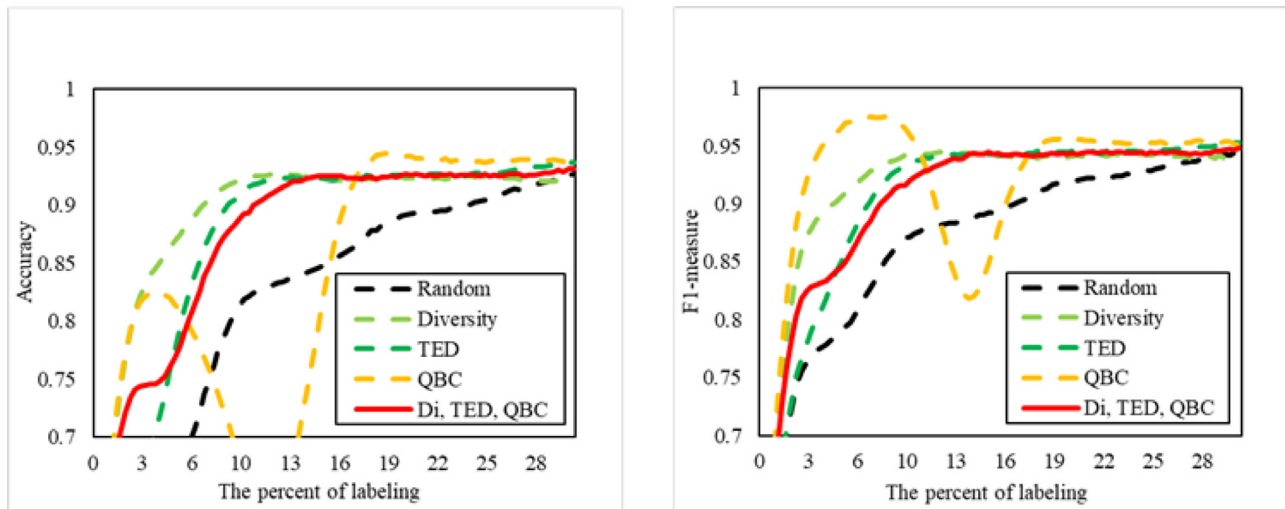 1
0.95
0.9
0.85
0.8
0.75
0.7
Accuracy
Random
Diversity
TED
QBC
Di, TED, QBC
0 3 6 10 13 16 19 22 25 28
The percent of labeling
1
0.95
0.9
0.85
0.8
0.75
0.7
F1-measure
Random
Diversity
TED
QBC
Di, TED, QBC
0 3 6 10 13 16 19 22 25 28
The percent of labeling